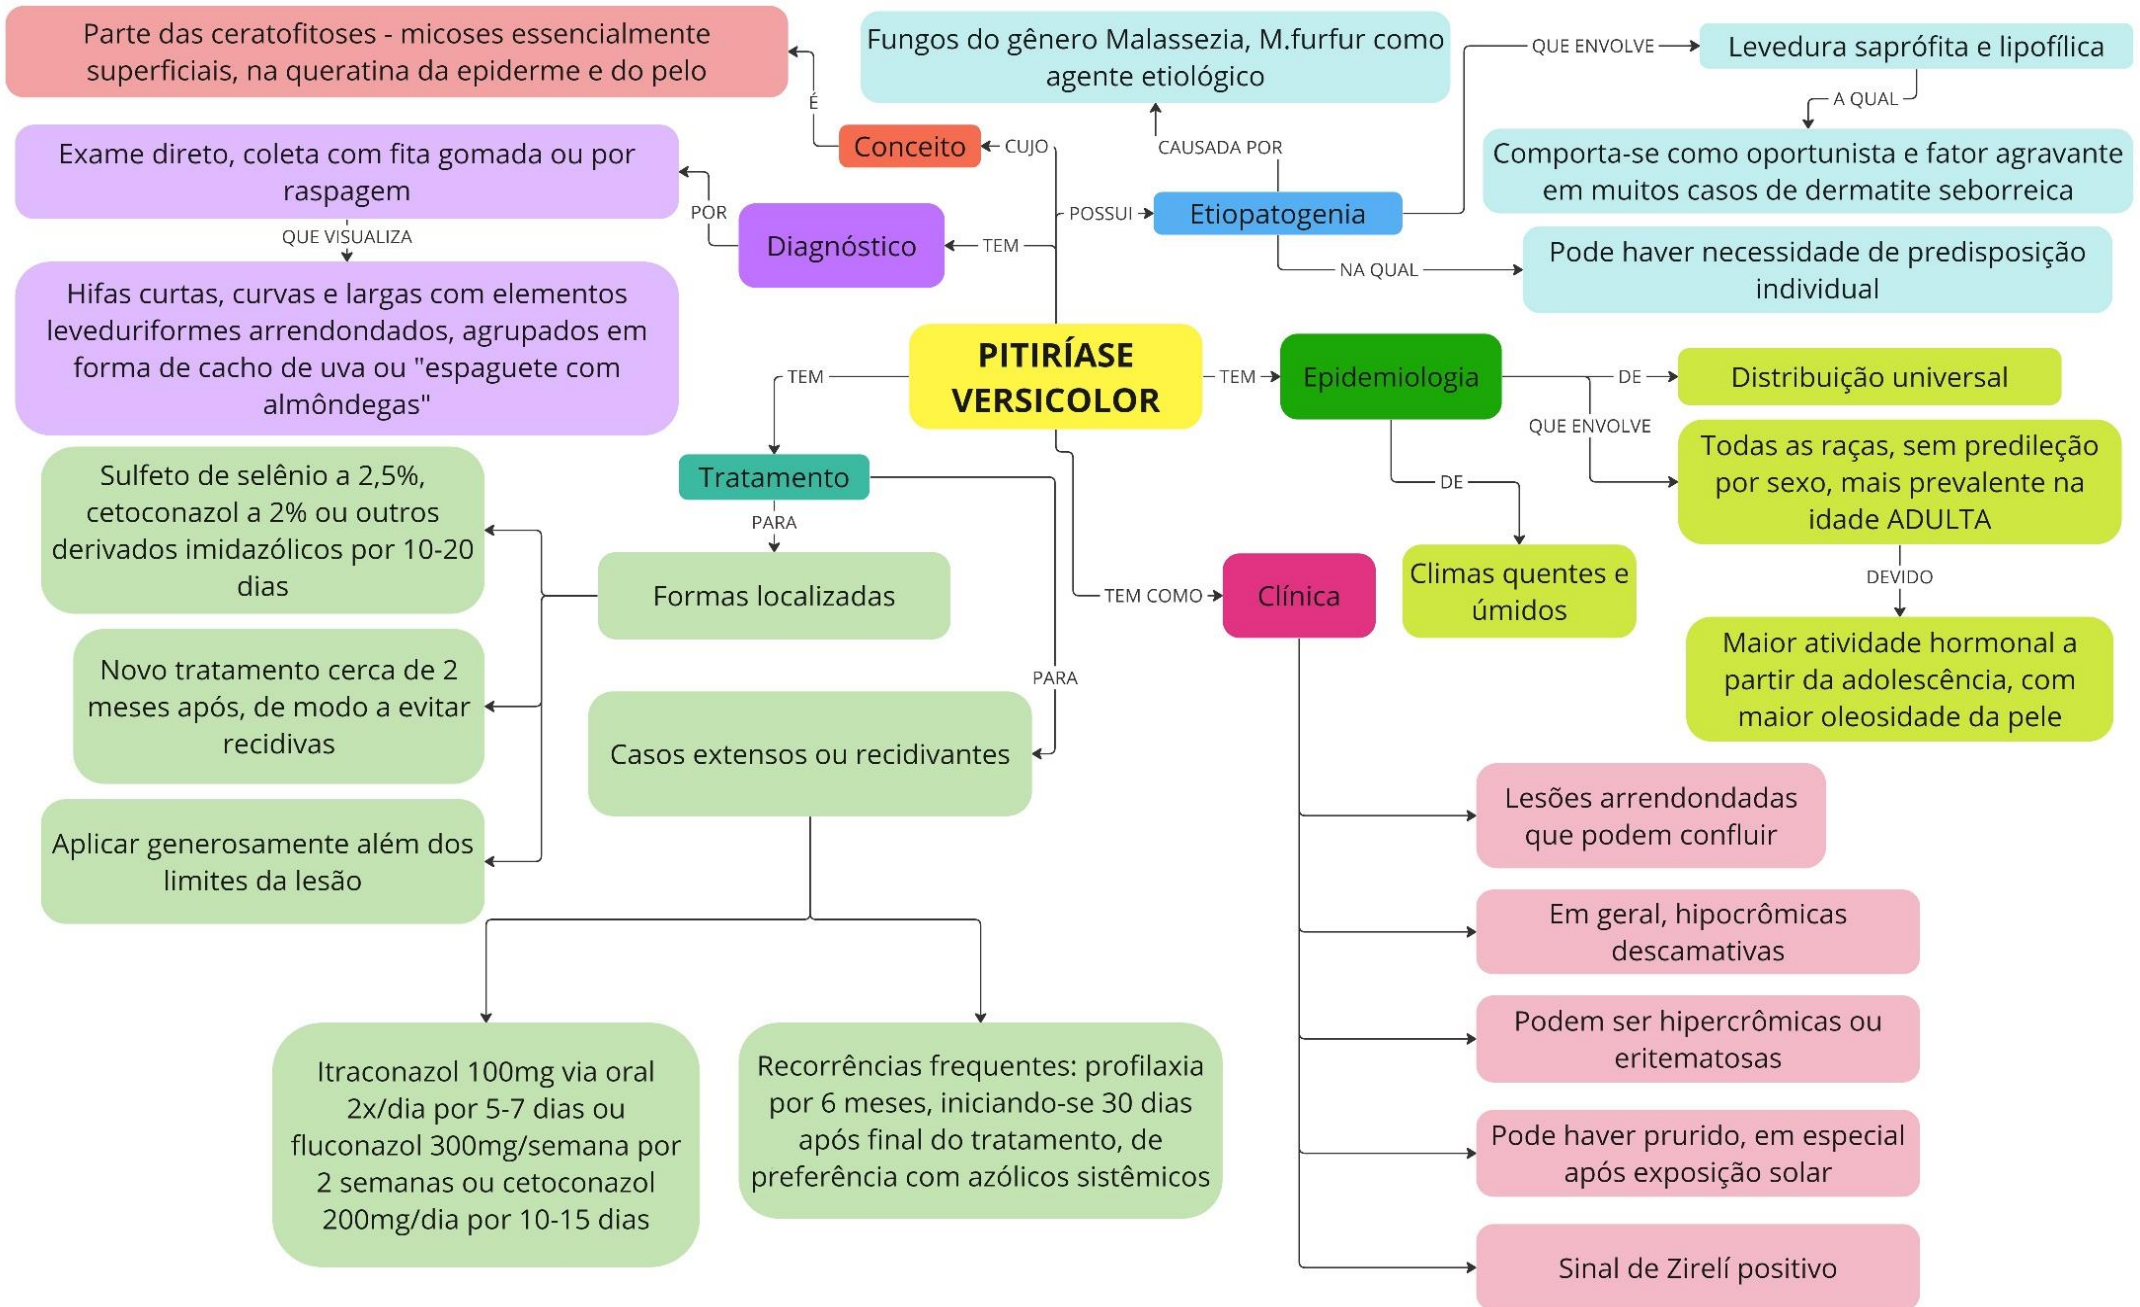 Parte das ceratofitoses - micoses essencialmente
superficiais, na queratina da epiderme e do pelo
É
Conceito
CUJO
Fungos do gênero Malassezia, M.furfur como
agente etiológico
CAUSADA POR
QUE ENVOLVE
Levedura saprófita e lipofílica
A QUAL
Comporta-se como oportunista e fator agravante
em muitos casos de dermatite seborreica
POSSUI
Etiopatogenia
NA QUAL
Pode haver necessidade de predisposição
individual
Exame direto, coleta com fita gomada ou por
raspagem
POR
Diagnóstico
TEM
QUE VISUALIZA
Hifas curtas, curvas e largas com elementos
leveduriformes arrendondados, agrupados em
forma de cacho de uva ou "espaguete com
almôndegas"
PITIRÍASE
VERSICOLOR
TEM
Epidemiologia
DE
Distribuição universal
QUE ENVOLVE
Todas as raças, sem predileção
por sexo, mais prevalente na
idade ADULTA
DEVIDO
Maior atividade hormonal a
partir da adolescência, com
maior oleosidade da pele
DE
Climas quentes e
úmidos
TEM
Tratamento
PARA
Formas localizadas
Sulfeto de selênio a 2,5%,
cetoconazol a 2% ou outros
derivados imidazólicos por 10-20
dias
Novo tratamento cerca de 2
meses após, de modo a evitar
recidivas
Aplicar generosamente além dos
limites da lesão
PARA
Casos extensos ou recidivantes
Itraconazol 100mg via oral
2x/dia por 5-7 dias ou
fluconazol 300mg/semana por
2 semanas ou cetoconazol
200mg/dia por 10-15 dias
Recorrências frequentes: profilaxia
por 6 meses, iniciando-se 30 dias
após final do tratamento, de
preferência com azólicos sistêmicos
TEM COMO
Clínica
Lesões arrendondadas
que podem confluir
Em geral, hipocrômicas
descamativas
Podem ser hipercrômicas ou
eritematosas
Pode haver prurido, em especial
após exposição solar
Sinal de Zirelí positivo